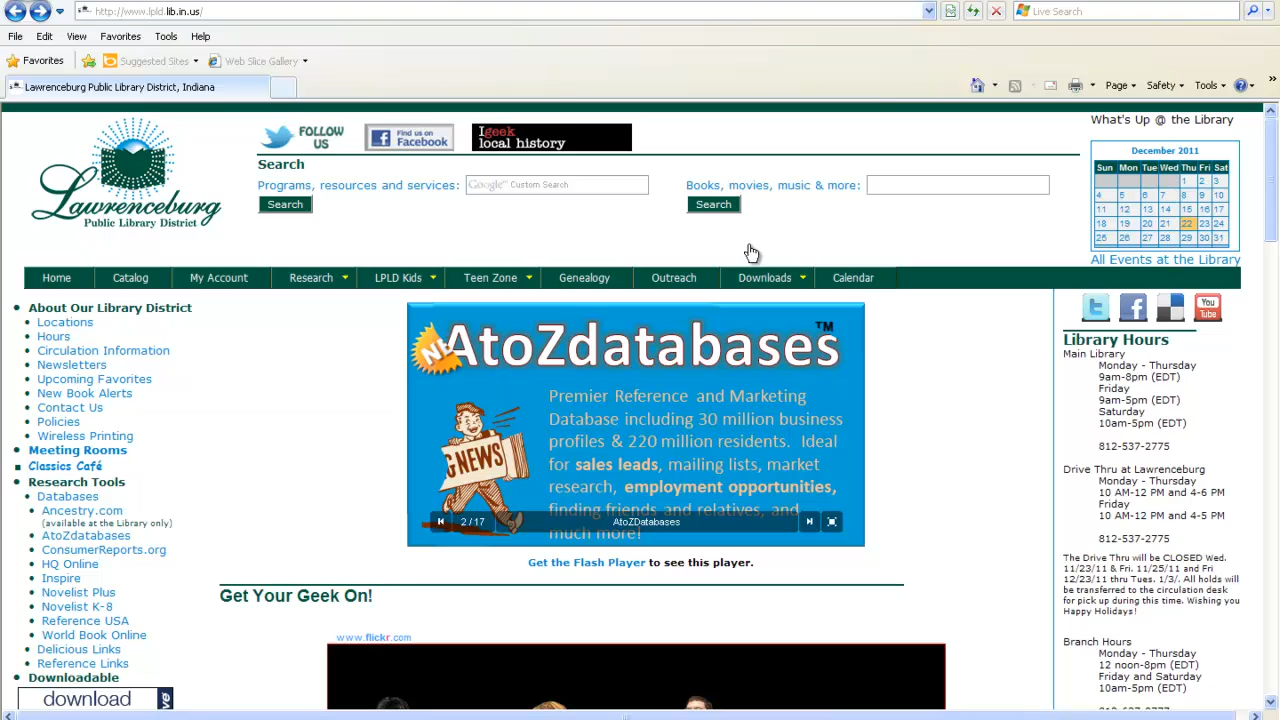 http://www.lpld.lib.in.us/
Live Search
File Edit View Favorites Tools Help
Favorites Suggested Sites Web Slice Gallery
Lawrenceburg Public Library District, Indiana
Page Safety Tools
Lawrenceburg
Public Library District
FOLLOW US
Find us on Facebook
Igeek
local history
What's Up @ the Library
Search
Programs, resources and services: Google™ Custom Search
Search
Books, movies, music & more:
Search
December 2011
Sun Mon Tue Wed Thu Fri Sat
1 2 3
4 5 6 7 8 9 10
11 12 13 14 15 16 17
18 19 20 21 22 23 24
25 26 27 28 29 30 31
All Events at the Library
Home Catalog My Account Research LPLD Kids Teen Zone Genealogy Outreach Downloads Calendar
About Our Library District
Locations
Hours
Circulation Information
Newsletters
Upcoming Favorites
New Book Alerts
Contact Us
Policies
Wireless Printing
Meeting Rooms
Classics Café
Research Tools
Databases
Ancestry.com
(available at the Library only)
AtoZdatabases
ConsumerReports.org
HQ Online
Inspire
Novelist Plus
Novelist K-8
Reference USA
World Book Online
Delicious Links
Reference Links
Downloadable
download
AtoZdatabases™
Premier Reference and Marketing
Database including 30 million business
profiles & 220 million residents. Ideal
for sales leads, mailing lists, market
research, employment opportunities,
finding friends and relatives, and
much more!
G NEWS
2 / 17 AtoZDatabases
Get the Flash Player to see this player.
Get Your Geek On!
www.flickr.com
You Tube
Library Hours
Main Library
Monday - Thursday
9am-8pm (EDT)
Friday
9am-5pm (EDT)
Saturday
10am-5pm (EDT)
812-537-2775
Drive Thru at Lawrenceburg
Monday - Thursday
10 AM-12 PM and 4-6 PM
Friday
10 AM-12 PM and 4-5 PM
812-537-2775
The Drive Thru will be CLOSED Wed.
11/23/11 & Fri. 11/25/11 and Fri
12/23/11 thru Tues. 1/3/. All holds will
be transferred to the circulation desk
for pick up during this time. Wishing you
Happy Holidays!
Branch Hours
Monday - Thursday
12 noon-8pm (EDT)
Friday and Saturday
10am-5pm (EDT)